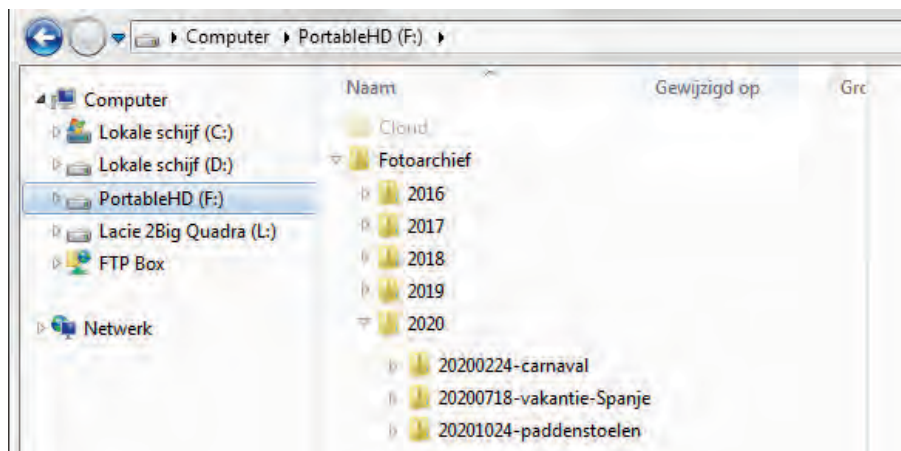 Computer PortableHD (F:)
Computer
Lokale schijf (C:)
Lokale schijf (D:)
PortableHD (F:)
Lacie 2Big Quadra (L:)
FTP Box
Netwerk
Naam Gewijzigd op Grc
Cloud
Fotoarchief
2016
2017
2018
2019
2020
20200224-carnaval
20200718-vakantie-Spanje
20201024-paddenstoelen